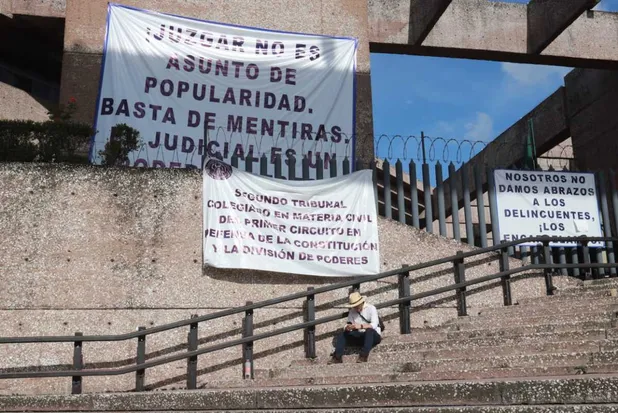 ¡JUZGAR NO ES
ASUNTO DE
POPULARIDAD.
BASTA DE MENTIRAS.
JUDICIAL ES UN
SEGUNDO TRIBUNAL
COLEGIADO EN MATERIA CIVIL
DEL PRIMER CIRCUITO EN
DEFENSA DE LA CONSTITUCIÓN
Y LA DIVISIÓN DE PODERES
NOSOTROS NO
DAMOS ABRAZOS
A LOS
DELINCUENTES,
¡LOS